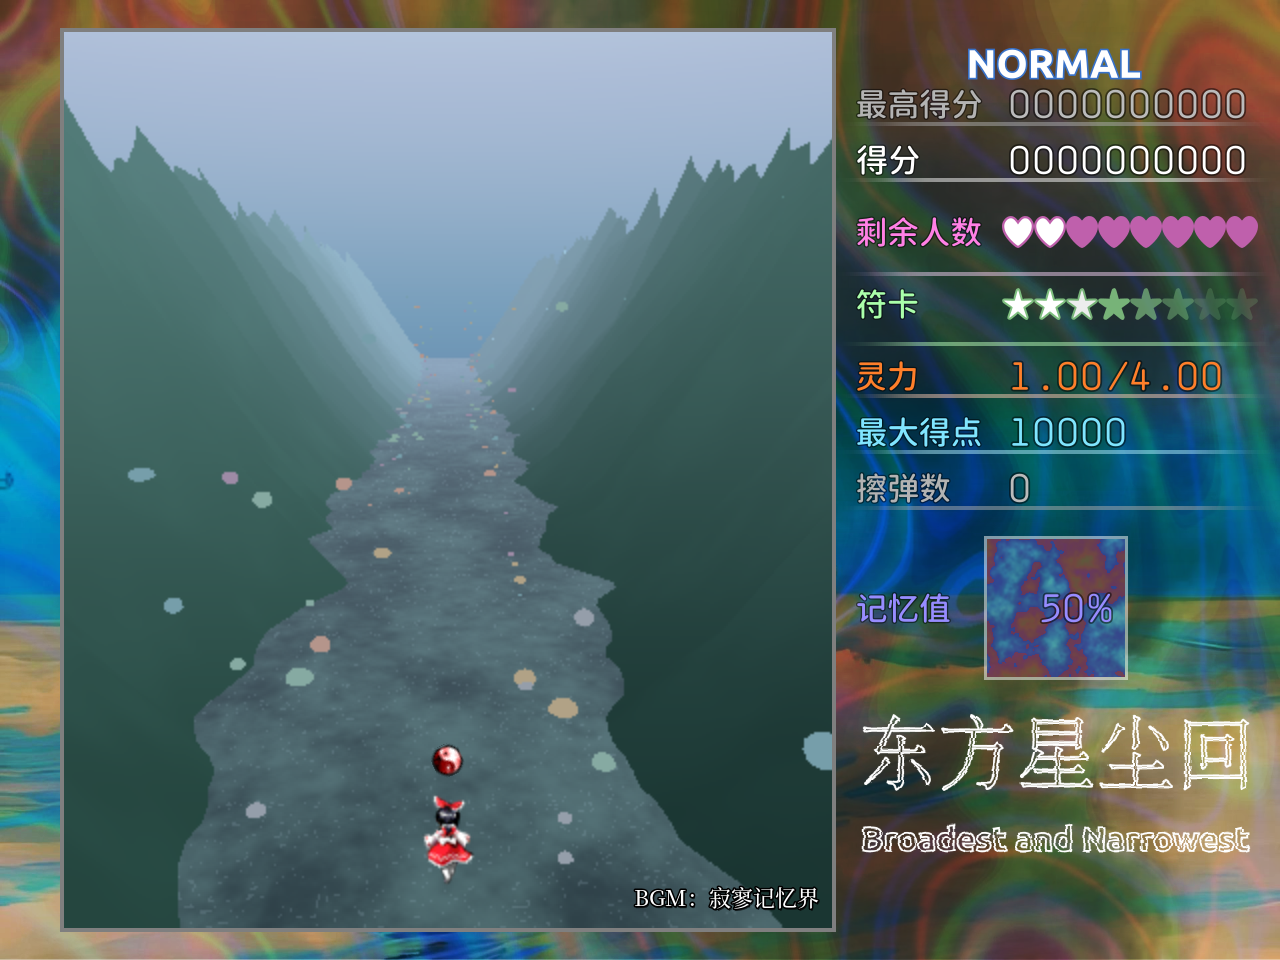 NORMAL
最高得分 0000000000
得分 0000000000
剩余人数
符卡
灵力 1.00/4.00
最大得点 10000
擦弹数 0
记忆值 50%
东方星尘回
Broadest and Narrowest
BGM：寂寥记忆界